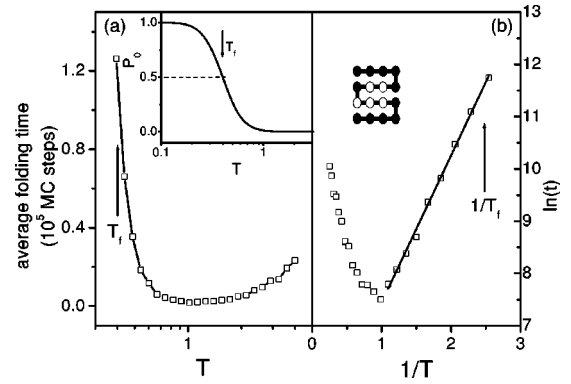 (a)
average folding time
(10⁵ MC steps)
1.2
0.8
0.4
0.0
T_f
1
T
P₀
1.0
0.5
0.0
0.1
1
T
T_f
(b)
ln(t)
12
11
10
9
8
7
1/T_f
0
1
2
3
1/T